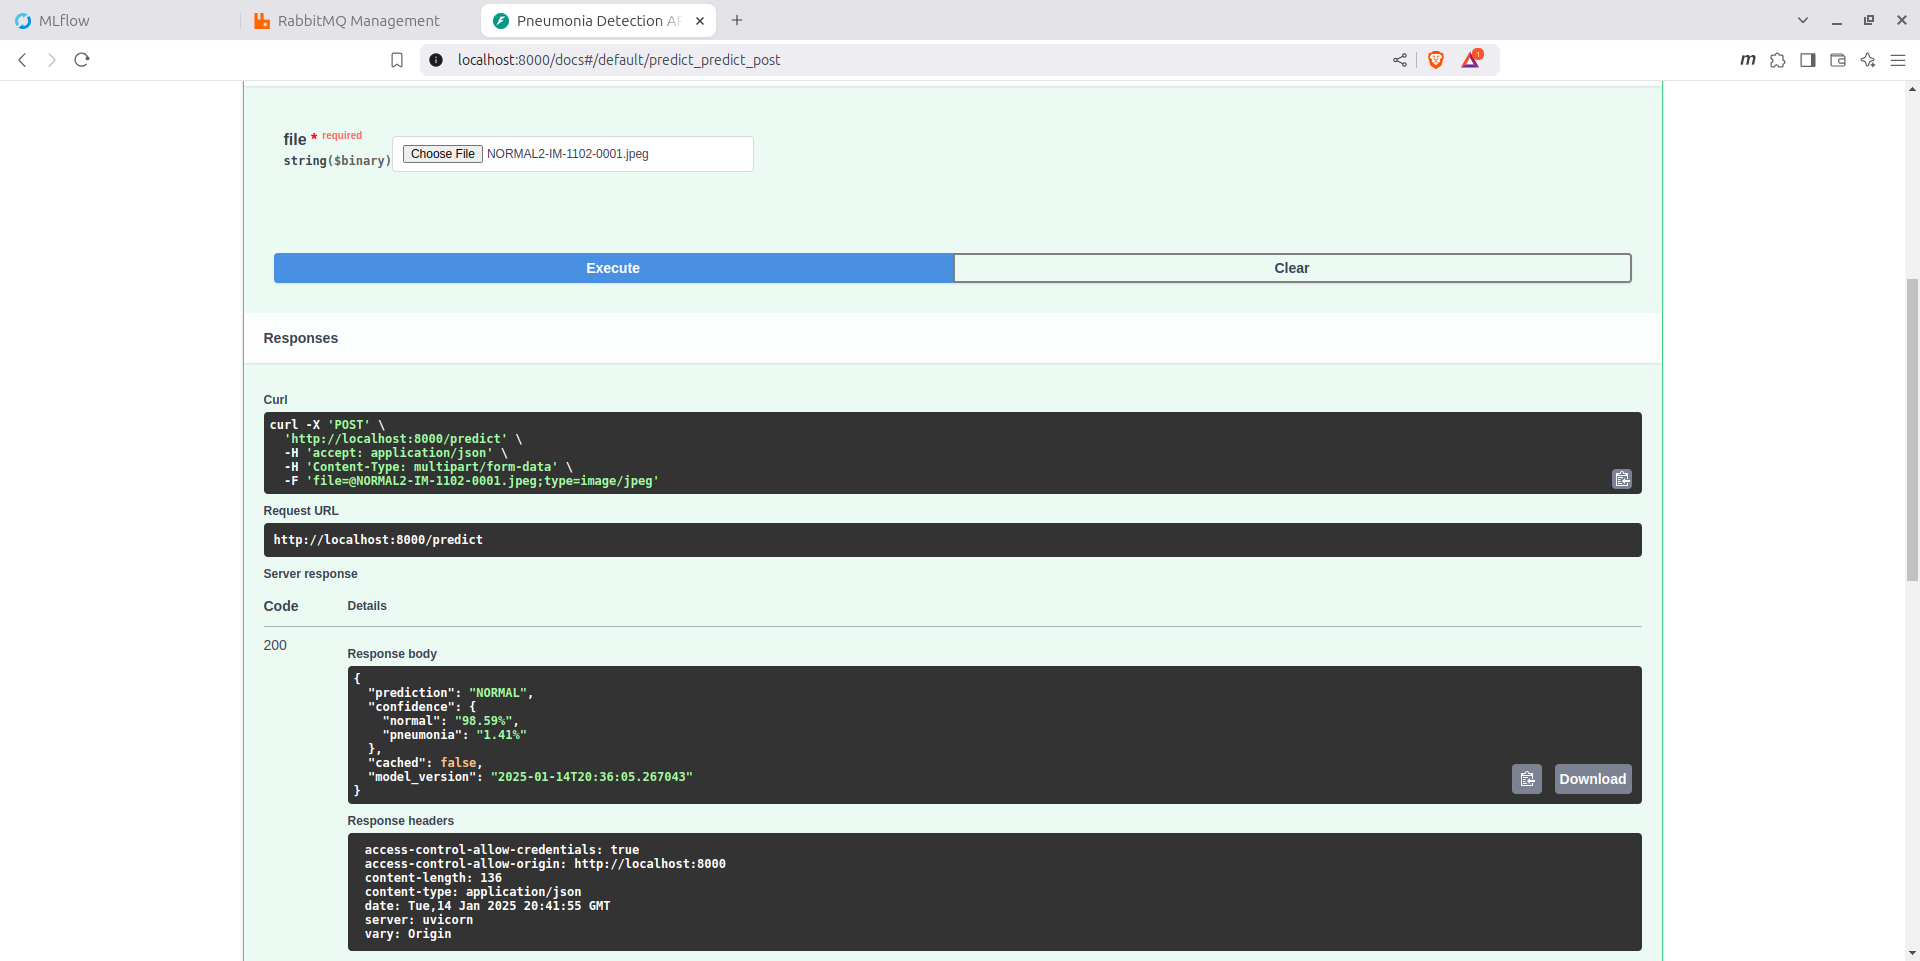 MLflow
RabbitMQ Management
Pneumonia Detection AP
localhost:8000/docs#/default/predict_predict_post
1
m
file * required
string($binary)
Choose File NORMAL2-IM-1102-0001.jpeg
Execute
Clear
Responses
Curl
curl -X 'POST' \
'http://localhost:8000/predict' \
-H 'accept: application/json' \
-H 'Content-Type: multipart/form-data' \
-F 'file=@NORMAL2-IM-1102-0001.jpeg;type=image/jpeg'
Request URL
http://localhost:8000/predict
Server response
Code Details
200
Response body
{
"prediction": "NORMAL",
"confidence": {
"normal": "98.59%",
"pneumonia": "1.41%"
},
"cached": false,
"model_version": "2025-01-14T20:36:05.267043"
}
Download
Response headers
access-control-allow-credentials: true
access-control-allow-origin: http://localhost:8000
content-length: 136
content-type: application/json
date: Tue,14 Jan 2025 20:41:55 GMT
server: uvicorn
vary: Origin